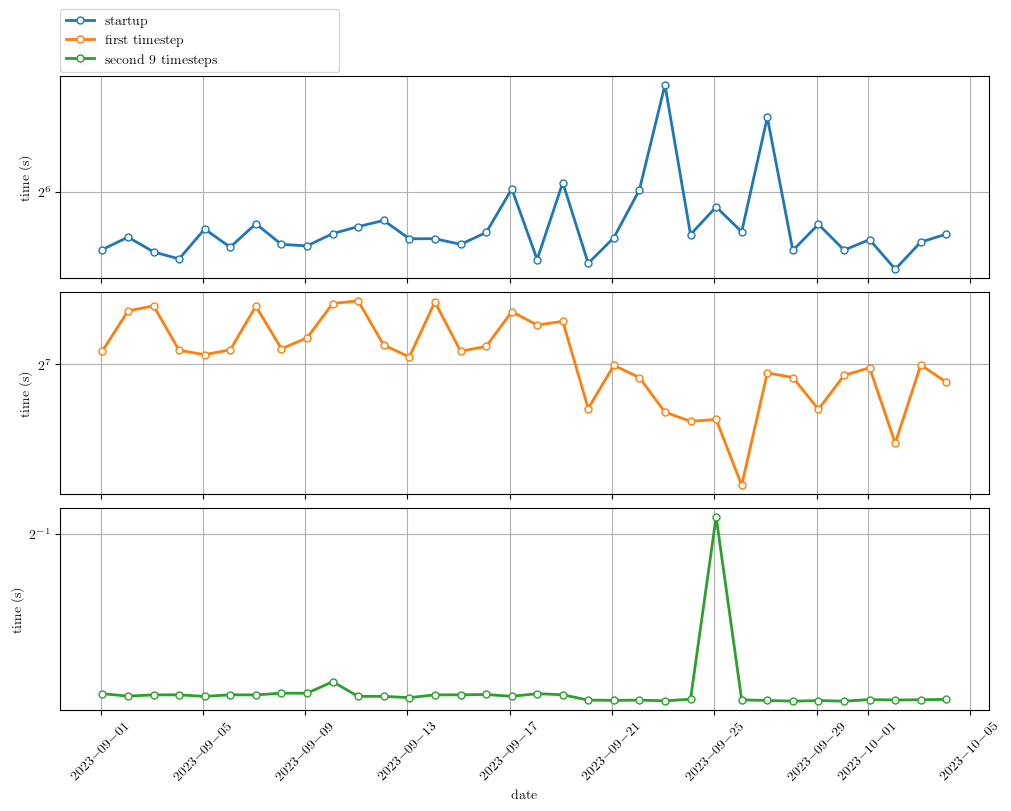 startup
first timestep
second 9 timesteps
time (s)
2^6
time (s)
2^7
time (s)
2^−1
2023−09−01
2023−09−05
2023−09−09
2023−09−13
2023−09−17
2023−09−21
2023−09−25
2023−09−29
2023−10−01
2023−10−05
date